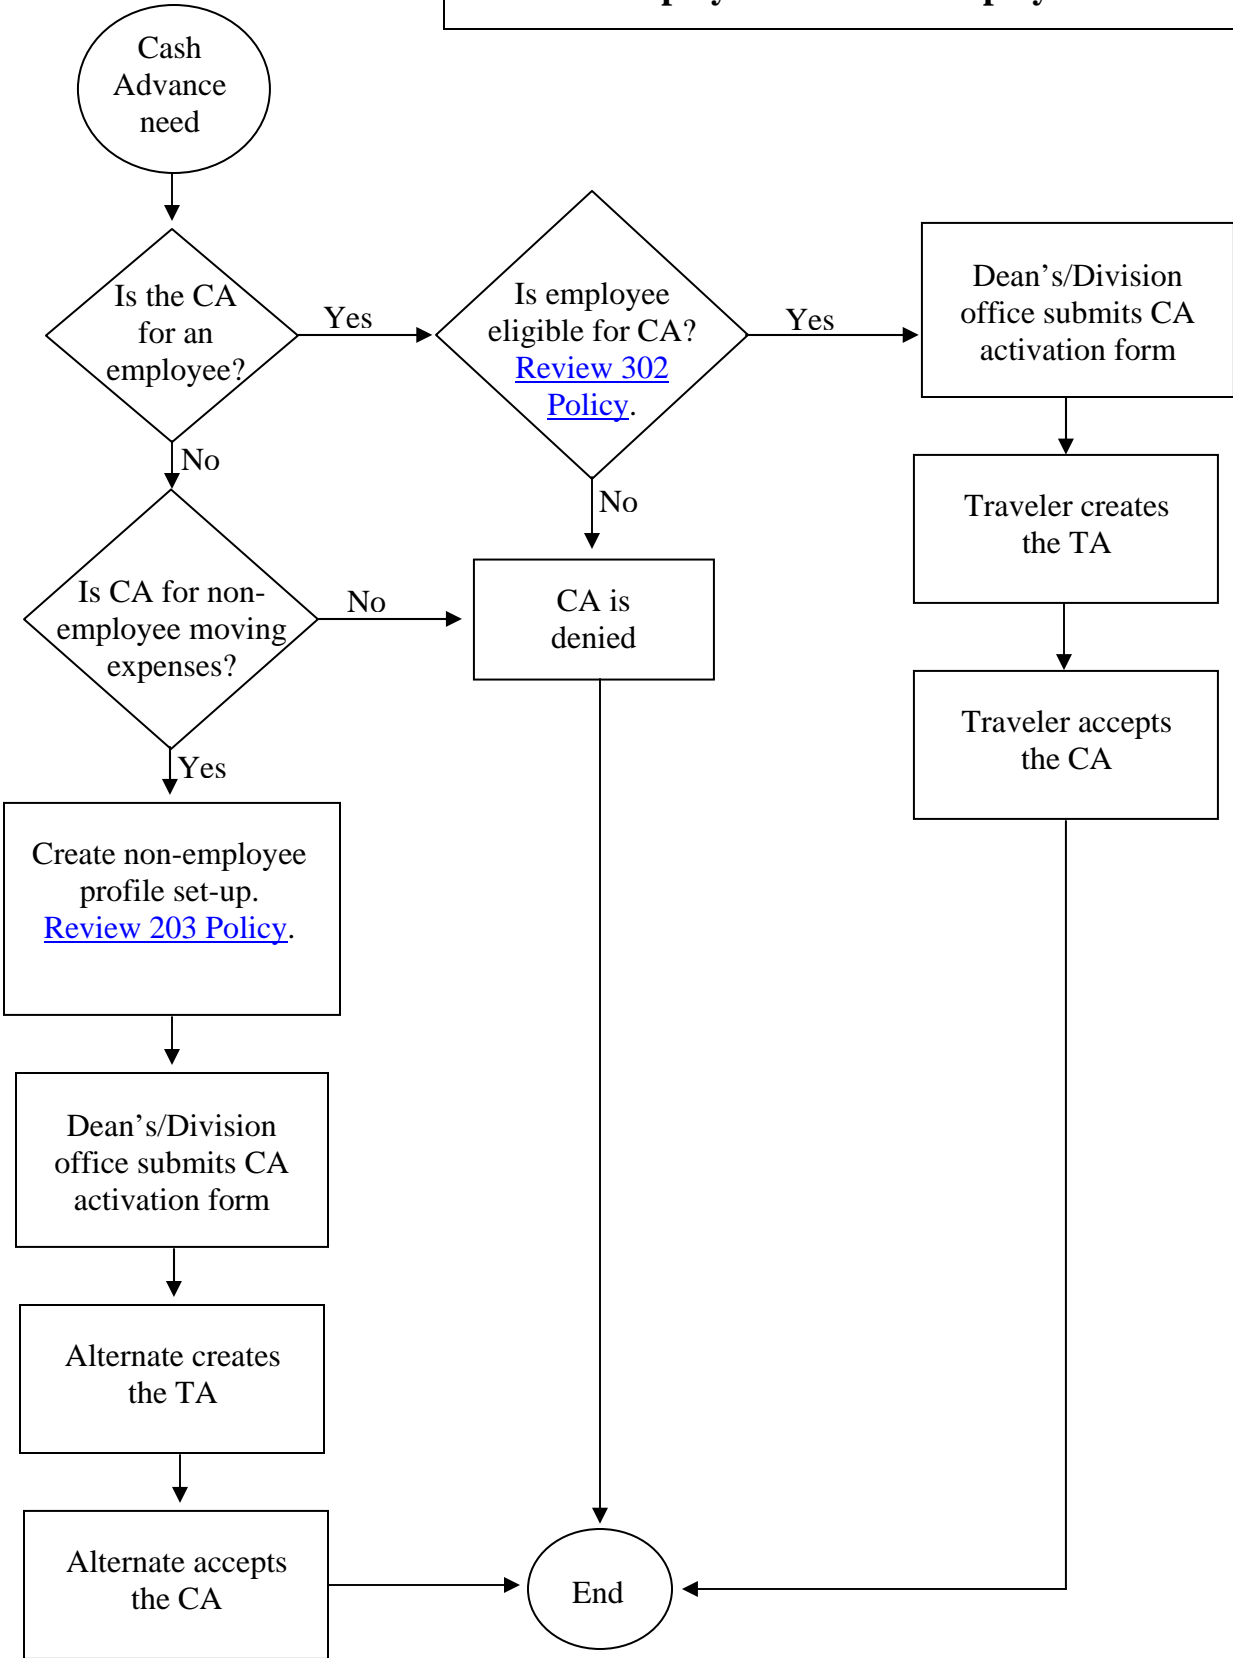 Cash
Advance
need
Is the CA
for an
employee?
Yes
Is employee
eligible for CA?
Review 302
Policy.
Yes
Dean’s/Division
office submits CA
activation form
No
No
Traveler creates
the TA
Is CA for non-
employee moving
expenses?
No
CA is
denied
Traveler accepts
the CA
Yes
Create non-employee
profile set-up.
Review 203 Policy.
Dean’s/Division
office submits CA
activation form
Alternate creates
the TA
Alternate accepts
the CA
End